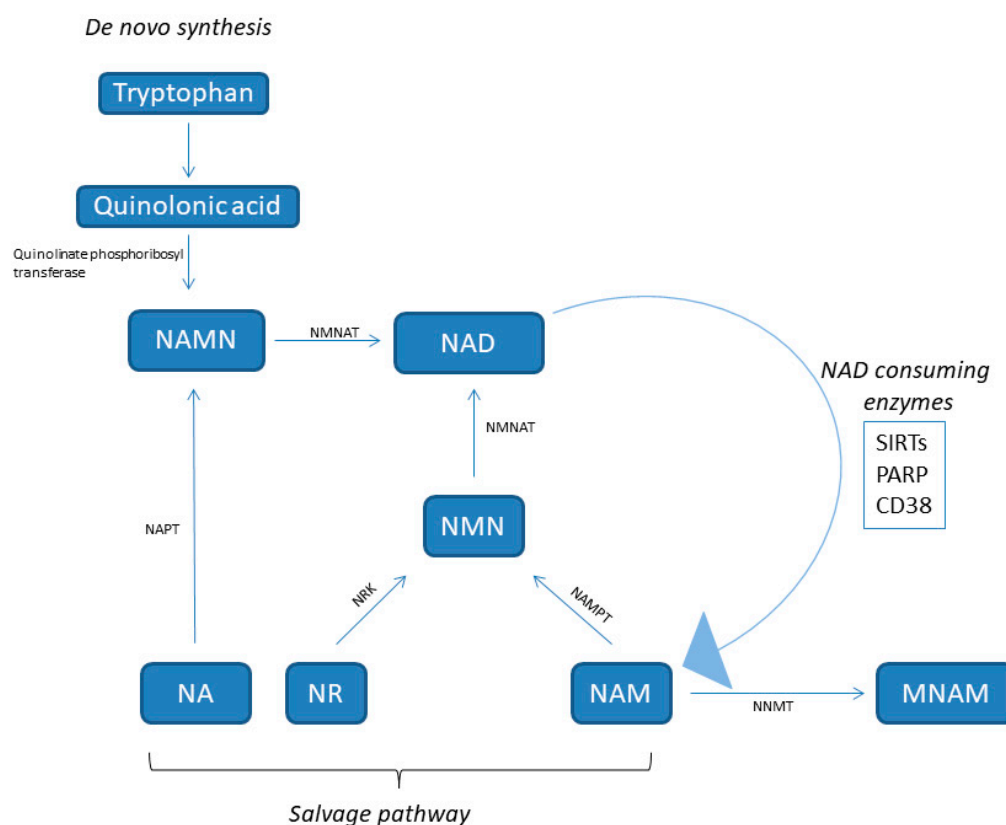 De novo synthesis
Tryptophan
Quinolonic acid
Quinolinate phosphoribosyl
transferase
NAMN
NMNAT
NAD
NAD consuming
enzymes
SIRTs
PARP
CD38
NMNAT
NMN
NAPT
NRK
NAMPT
NA
NR
NAM
NNMT
MNAM
Salvage pathway